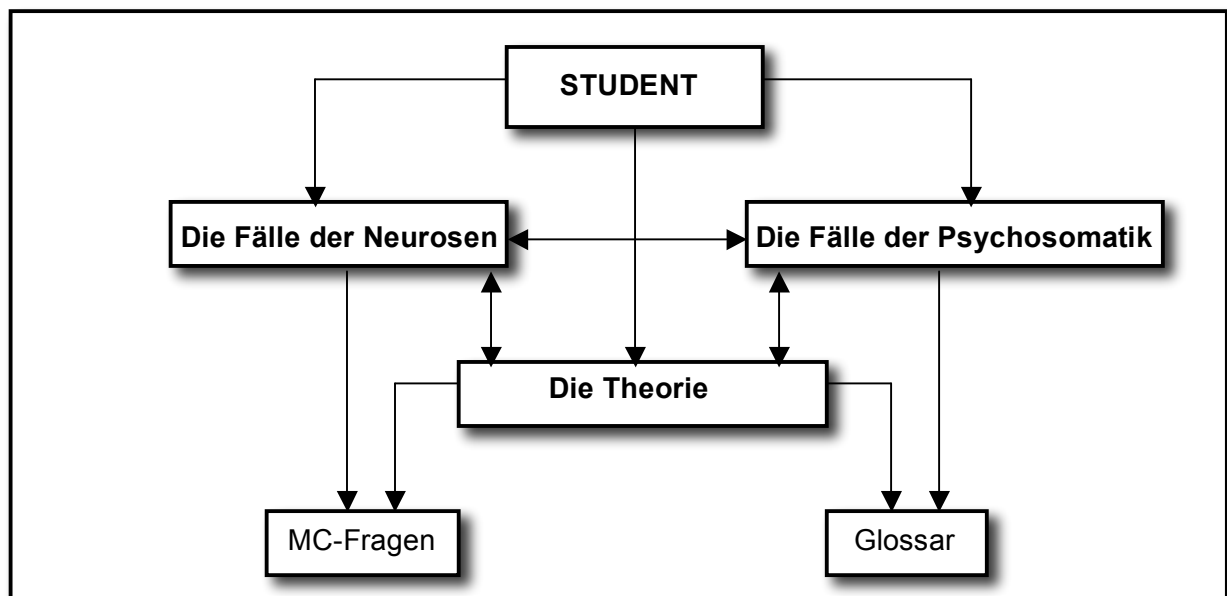 STUDENT
Die Fälle der Neurosen
Die Fälle der Psychosomatik
Die Theorie
MC-Fragen
Glossar